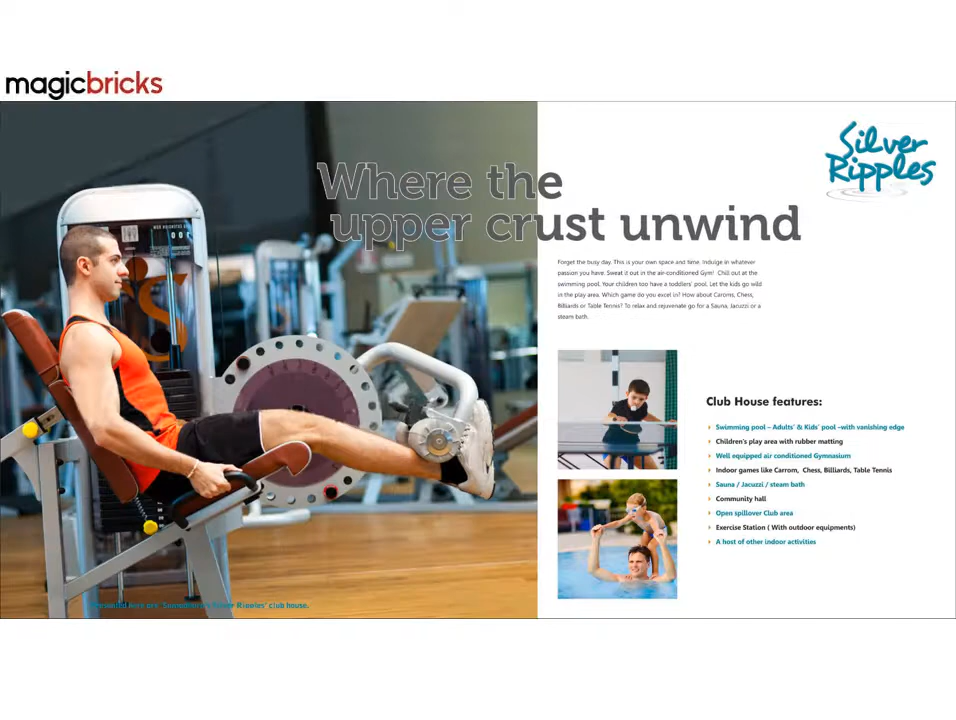 magicbricks
Silver
Ripples
Where the
upper crust unwind
Forget the busy day. This is your own space and time. Indulge in whatever
passion you have. Sweat it out in the air-conditioned Gym! Chill out at the
swimming pool. Your children too have a toddlers' pool. Let the kids go wild
in the play area. Which game do you excel in? How about Caroms, Chess,
Billiards or Table Tennis? To relax and rejuvenate go for a Sauna, Jacuzzi or a
steam bath.
Club House features:
Swimming pool – Adults' & Kids' pool –with vanishing edge
Children's play area with rubber matting
Well equipped air conditioned Gymnasium
Indoor games like Carrom, Chess, Billiards, Table Tennis
Sauna / Jacuzzi / steam bath
Community hall
Open spillover Club area
Exercise Station ( With outdoor equipments)
A host of other indoor activities
Ripples' club house.